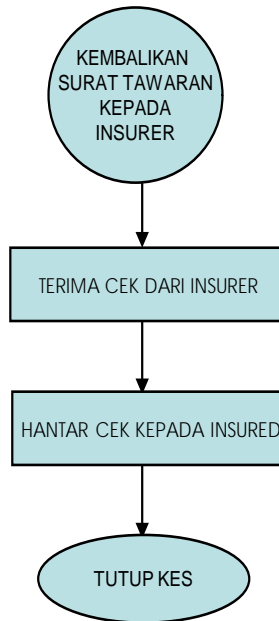 KEMBALIKAN
SURAT TAWARAN
KEPADA
INSURER
TERIMA CEK DARI INSURER
HANTAR CEK KEPADA INSURED
TUTUP KES